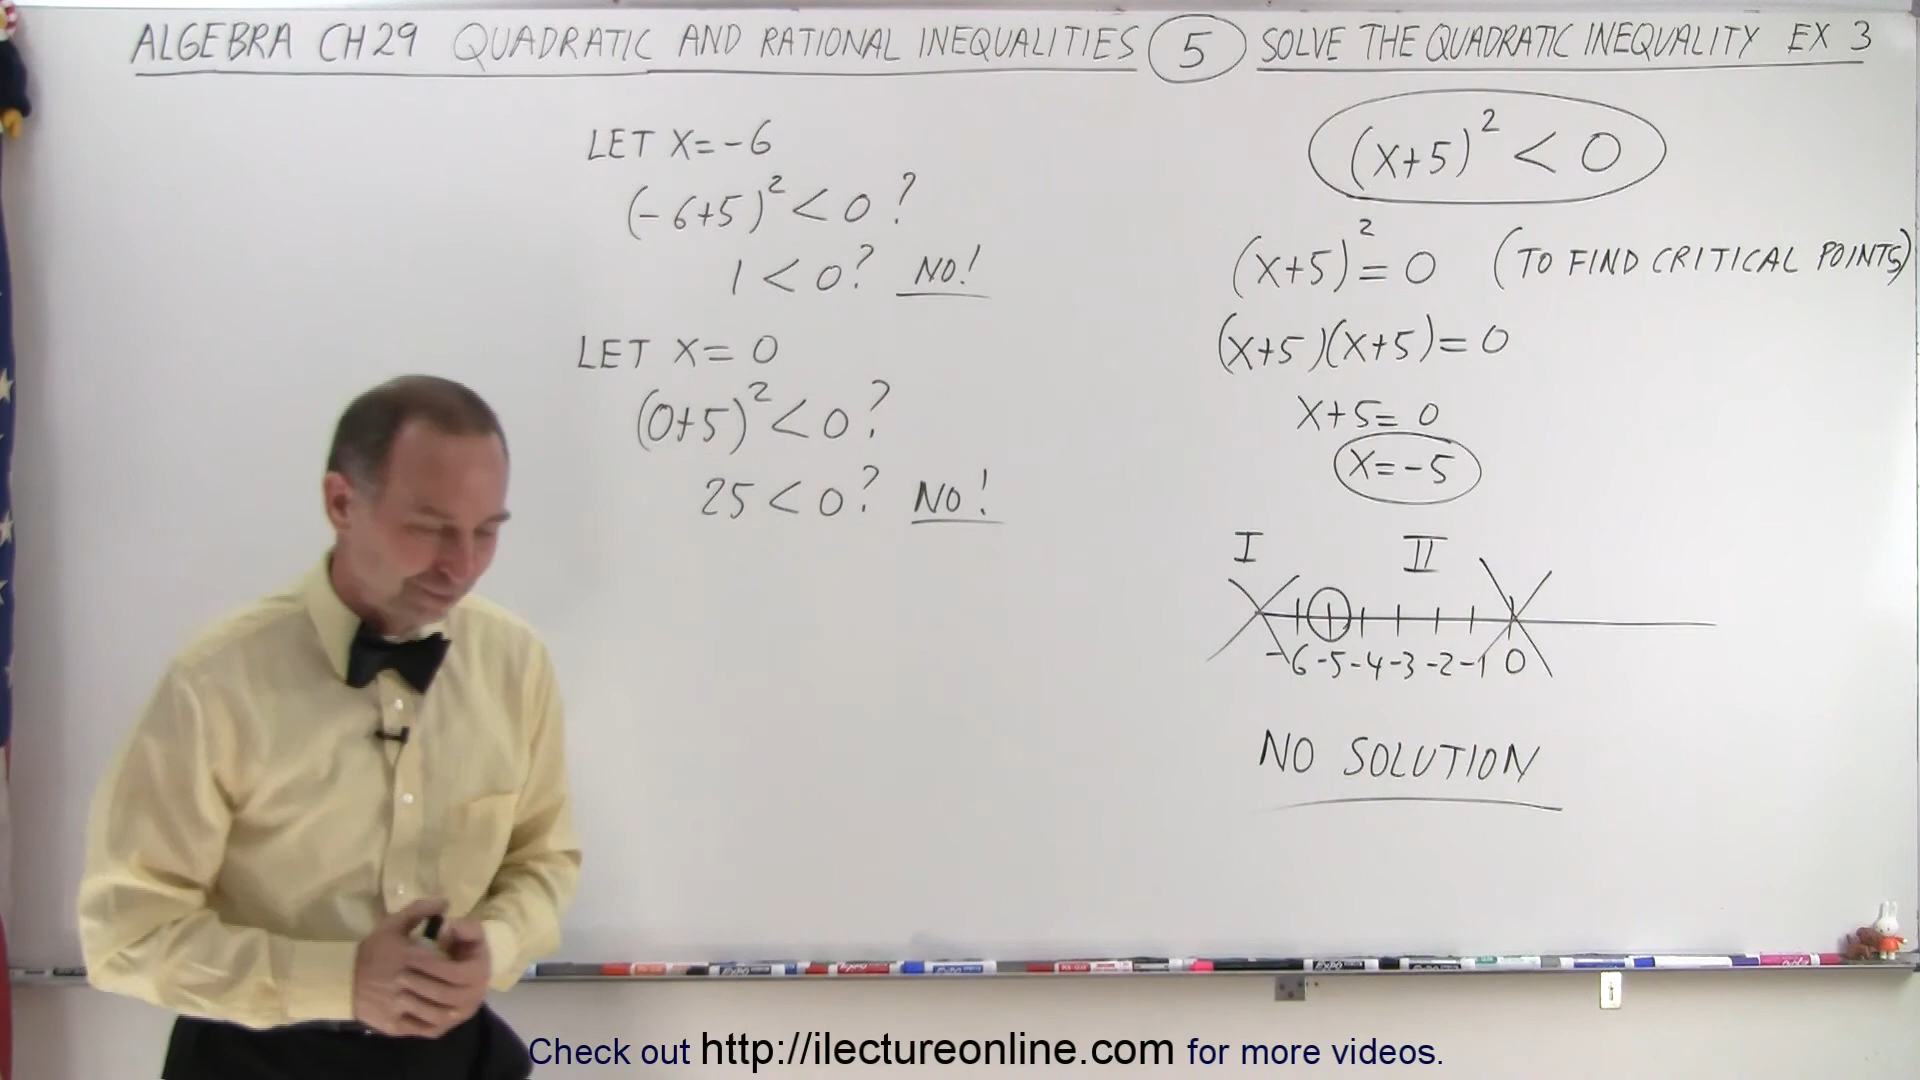 ALGEBRA CH 29 QUADRATIC AND RATIONAL INEQUALITIES 5 SOLVE THE QUADRATIC INEQUALITY EX 3
LET X=-6
(-6+5)² < 0?
1 < 0? NO!
LET X=0
(0+5)² < 0?
25 < 0? NO!
(X+5)² < 0
(X+5)² = 0 (TO FIND CRITICAL POINTS)
(X+5)(X+5)=0
X+5=0
X=-5
I II
-6 -5 -4 -3 -2 -1 0
NO SOLUTION
Check out http://ilectureonline.com for more videos.